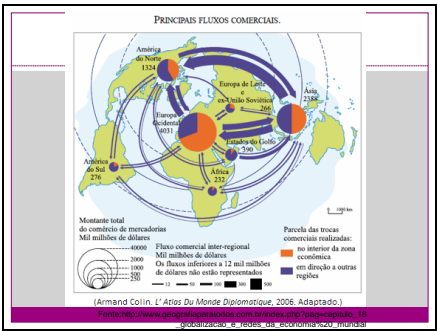 PRINCIPAIS FLUXOS COMERCIAIS.
América
do Norte
1324
Europa de Leste
e
ex-União Soviética
266
Ásia
2388
Europa
Ocidental
4031
Estados do Golfo
390
América
do Sul
276
África
232
1000 km
Montante total
do comércio de mercadorias
Mil milhões de dólares
40000
2000
1000
500
250
Fluxo comercial inter-regional
Mil milhões de dólares
Os fluxos inferiores a 12 mil milhões
de dólares não estão representados
12 50 100 300 500
Parcela das trocas
comerciais realizadas:
no interior da zona
económica
em direção a outras
regiões
(Armand Colin. L' Atlas Du Monde Diplomatique, 2006. Adaptado.)
Fonte:http://www.geografiaparatodos.com.br/index.php?pag=capitulo_18
_globalizacao_e_redes_da_economia%20_mundial